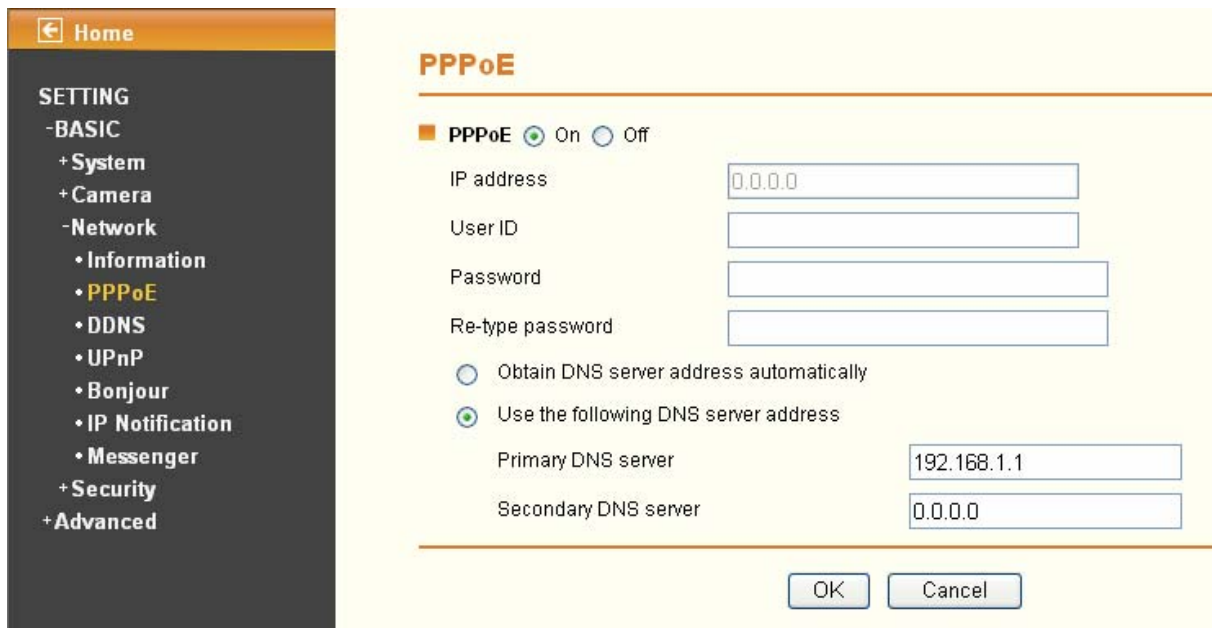 Home
SETTING
-BASIC
+System
+Camera
-Network
•Information
•PPPoE
•DDNS
•UPnP
•Bonjour
•IP Notification
•Messenger
+Security
+Advanced
PPPoE
PPPoE On Off
IP address 0.0.0.0
User ID
Password
Re-type password
Obtain DNS server address automatically
Use the following DNS server address
Primary DNS server 192.168.1.1
Secondary DNS server 0.0.0.0
OK Cancel